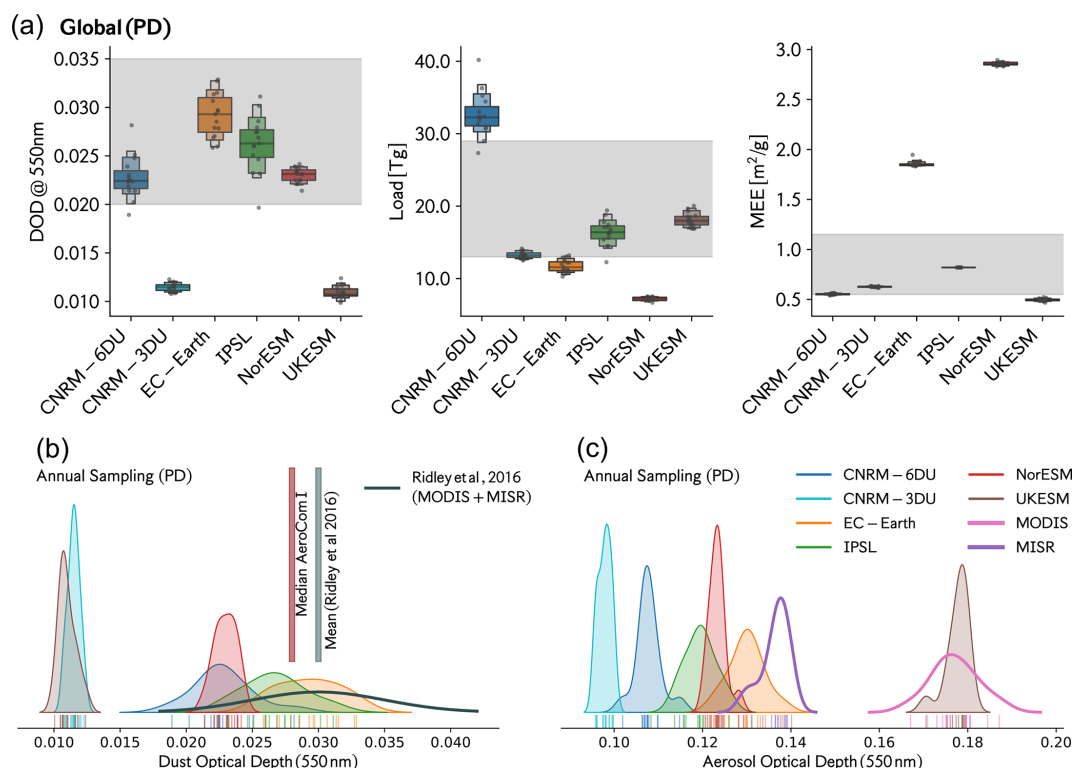 (a) Global (PD)
0.035
0.030
0.025
0.020
0.015
0.010
DOD @ 550nm
CNRM – 6DU
CNRM – 3DU
EC – Earth
IPSL
NorESM
UKESM
40.0
30.0
20.0
10.0
Load [Tg]
CNRM – 6DU
CNRM – 3DU
EC – Earth
IPSL
NorESM
UKESM
3.0
2.5
2.0
1.5
1.0
0.5
MEE [m²/g]
CNRM – 6DU
CNRM – 3DU
EC – Earth
IPSL
NorESM
UKESM
(b)
Annual Sampling (PD)
Median AeroCom I
Mean (Ridley et al 2016)
Ridley et al, 2016
(MODIS + MISR)
0.010 0.015 0.020 0.025 0.030 0.035 0.040
Dust Optical Depth (550 nm)
(c)
Annual Sampling (PD)
CNRM – 6DU
CNRM – 3DU
EC – Earth
IPSL
NorESM
UKESM
MODIS
MISR
0.10 0.12 0.14 0.16 0.18 0.20
Aerosol Optical Depth (550 nm)